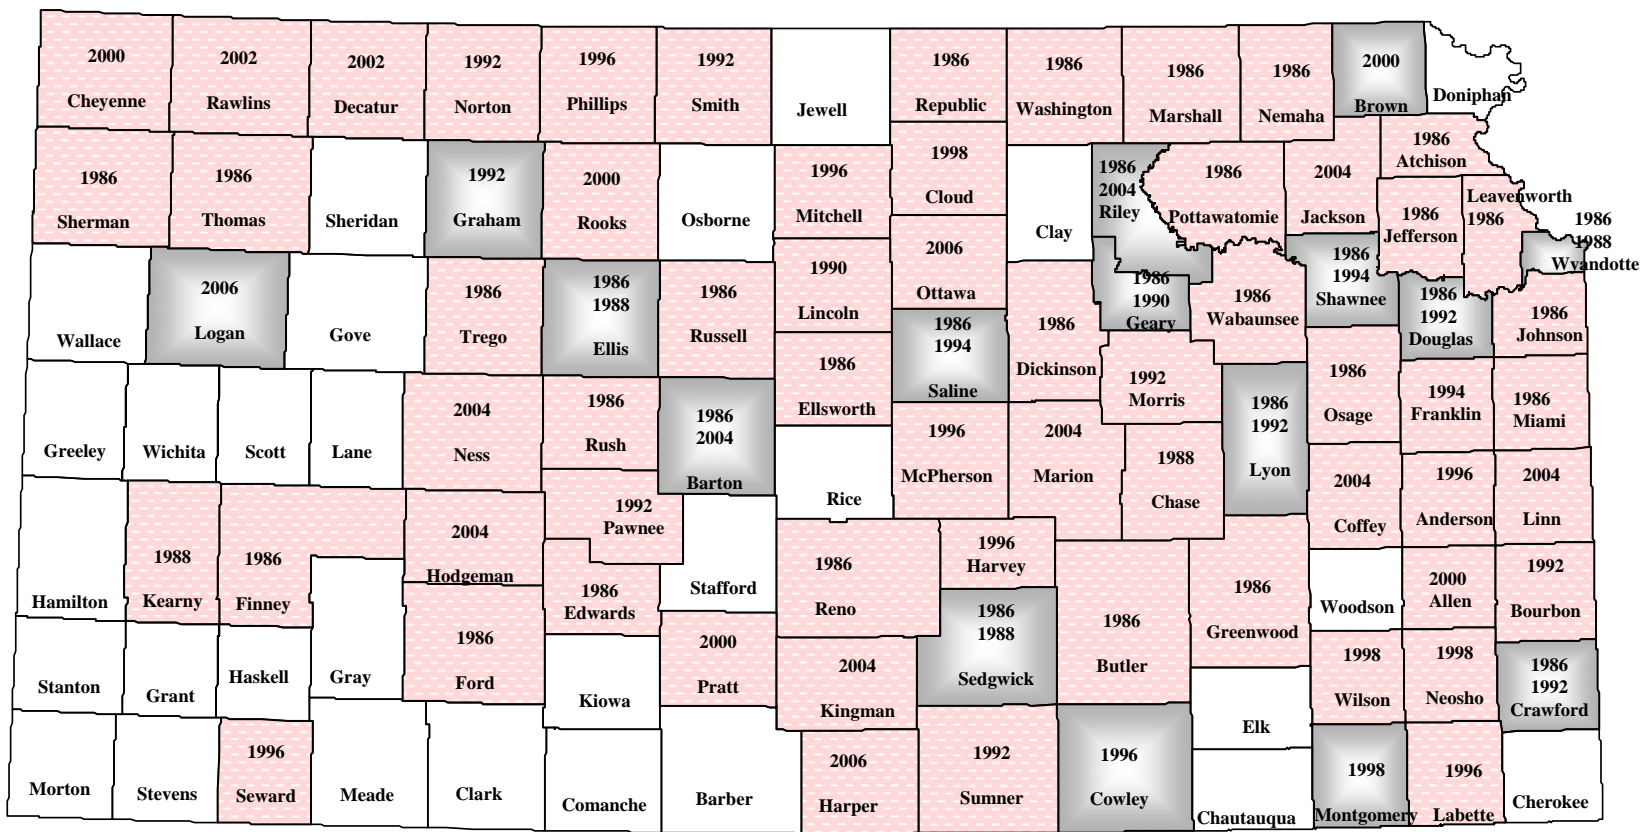 2000
Cheyenne
2002
Rawlins
2002
Decatur
1992
Norton
1996
Phillips
1992
Smith
Jewell
1986
Republic
1986
Washington
1986
Marshall
1986
Nemaha
2000
Brown
Doniphan
1986
Sherman
1986
Thomas
Sheridan
1992
Graham
2000
Rooks
Osborne
1996
Mitchell
1998
Cloud
Clay
1986
2004
Riley
1986
Pottawatomie
2004
Jackson
1986
Atchison
1986
Jefferson
Leavenworth
1986
1986
1988
Wyandotte
Wallace
2006
Logan
Gove
1986
Trego
1986
1988
Ellis
1986
Russell
1990
Lincoln
2006
Ottawa
1986
Ellsworth
1986
1994
Saline
1986
Dickinson
1986
1990
Geary
1986
Wabaunsee
1986
1994
Shawnee
1986
1992
Douglas
1986
Johnson
Greeley
Wichita
Scott
Lane
2004
Ness
1986
Rush
1986
2004
Barton
Rice
1996
McPherson
2004
Marion
1992
Morris
1988
Chase
1986
1992
Lyon
1986
Osage
1994
Franklin
1986
Miami
Hamilton
1988
Kearny
1986
Finney
2004
Hodgeman
1992
Pawnee
1986
Edwards
Stafford
1986
Reno
1996
Harvey
1986
1988
Sedgwick
1986
Butler
1986
Greenwood
2004
Coffey
1996
Anderson
2004
Linn
Woodson
2000
Allen
1992
Bourbon
Stanton
Grant
Haskell
Gray
1986
Ford
Kiowa
2000
Pratt
2004
Kingman
Elk
1998
Wilson
1998
Neosho
1986
1992
Crawford
Morton
Stevens
1996
Seward
Meade
Clark
Comanche
Barber
2006
Harper
1992
Sumner
1996
Cowley
Chautauqua
1998
Montgomery
1996
Labette
Cherokee